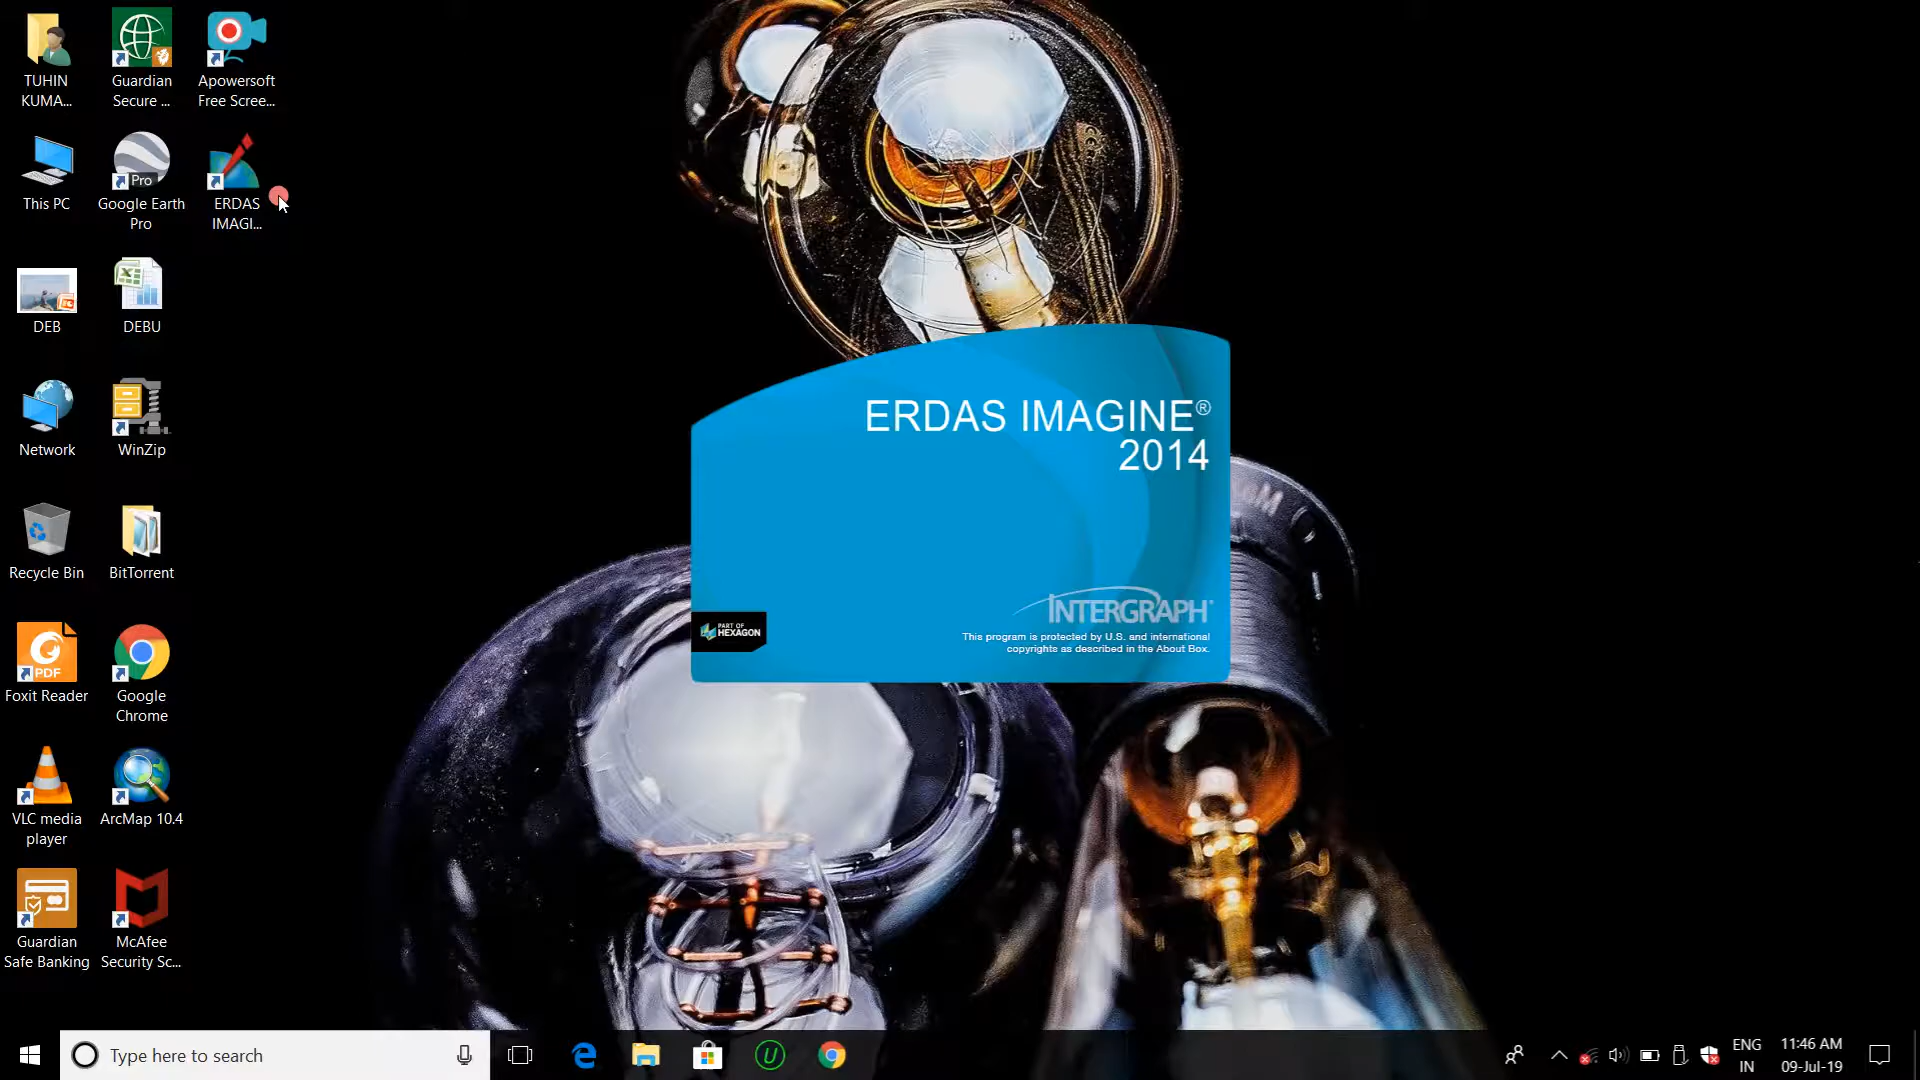 TUHIN
KUMA...
Guardian
Secure ...
Apowersoft
Free Scree...
This PC
Pro
Google Earth
Pro
ERDAS
IMAGI...
DEB
DEBU
Network
WinZip
Recycle Bin
BitTorrent
PDF
Foxit Reader
Google
Chrome
VLC media
player
ArcMap 10.4
Guardian
Safe Banking
McAfee
Security Sc...
ERDAS IMAGINE®
2014
INTERGRAPH
PART OF
HEXAGON
This program is protected by U.S. and international
copyrights as described in the About Box.
Type here to search
ENG
IN
11:46 AM
09-Jul-19